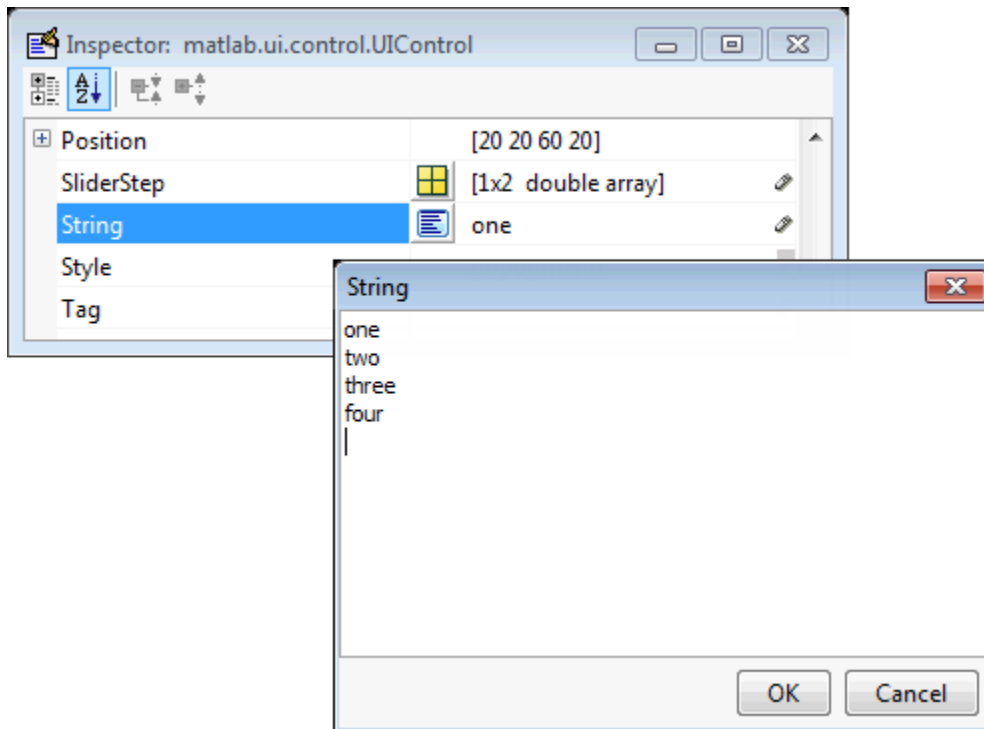 Inspector: matlab.ui.control.UIControl
A
Z
Position [20 20 60 20]
SliderStep [1x2 double array]
String one
Style
Tag
String
one
two
three
four
OK Cancel